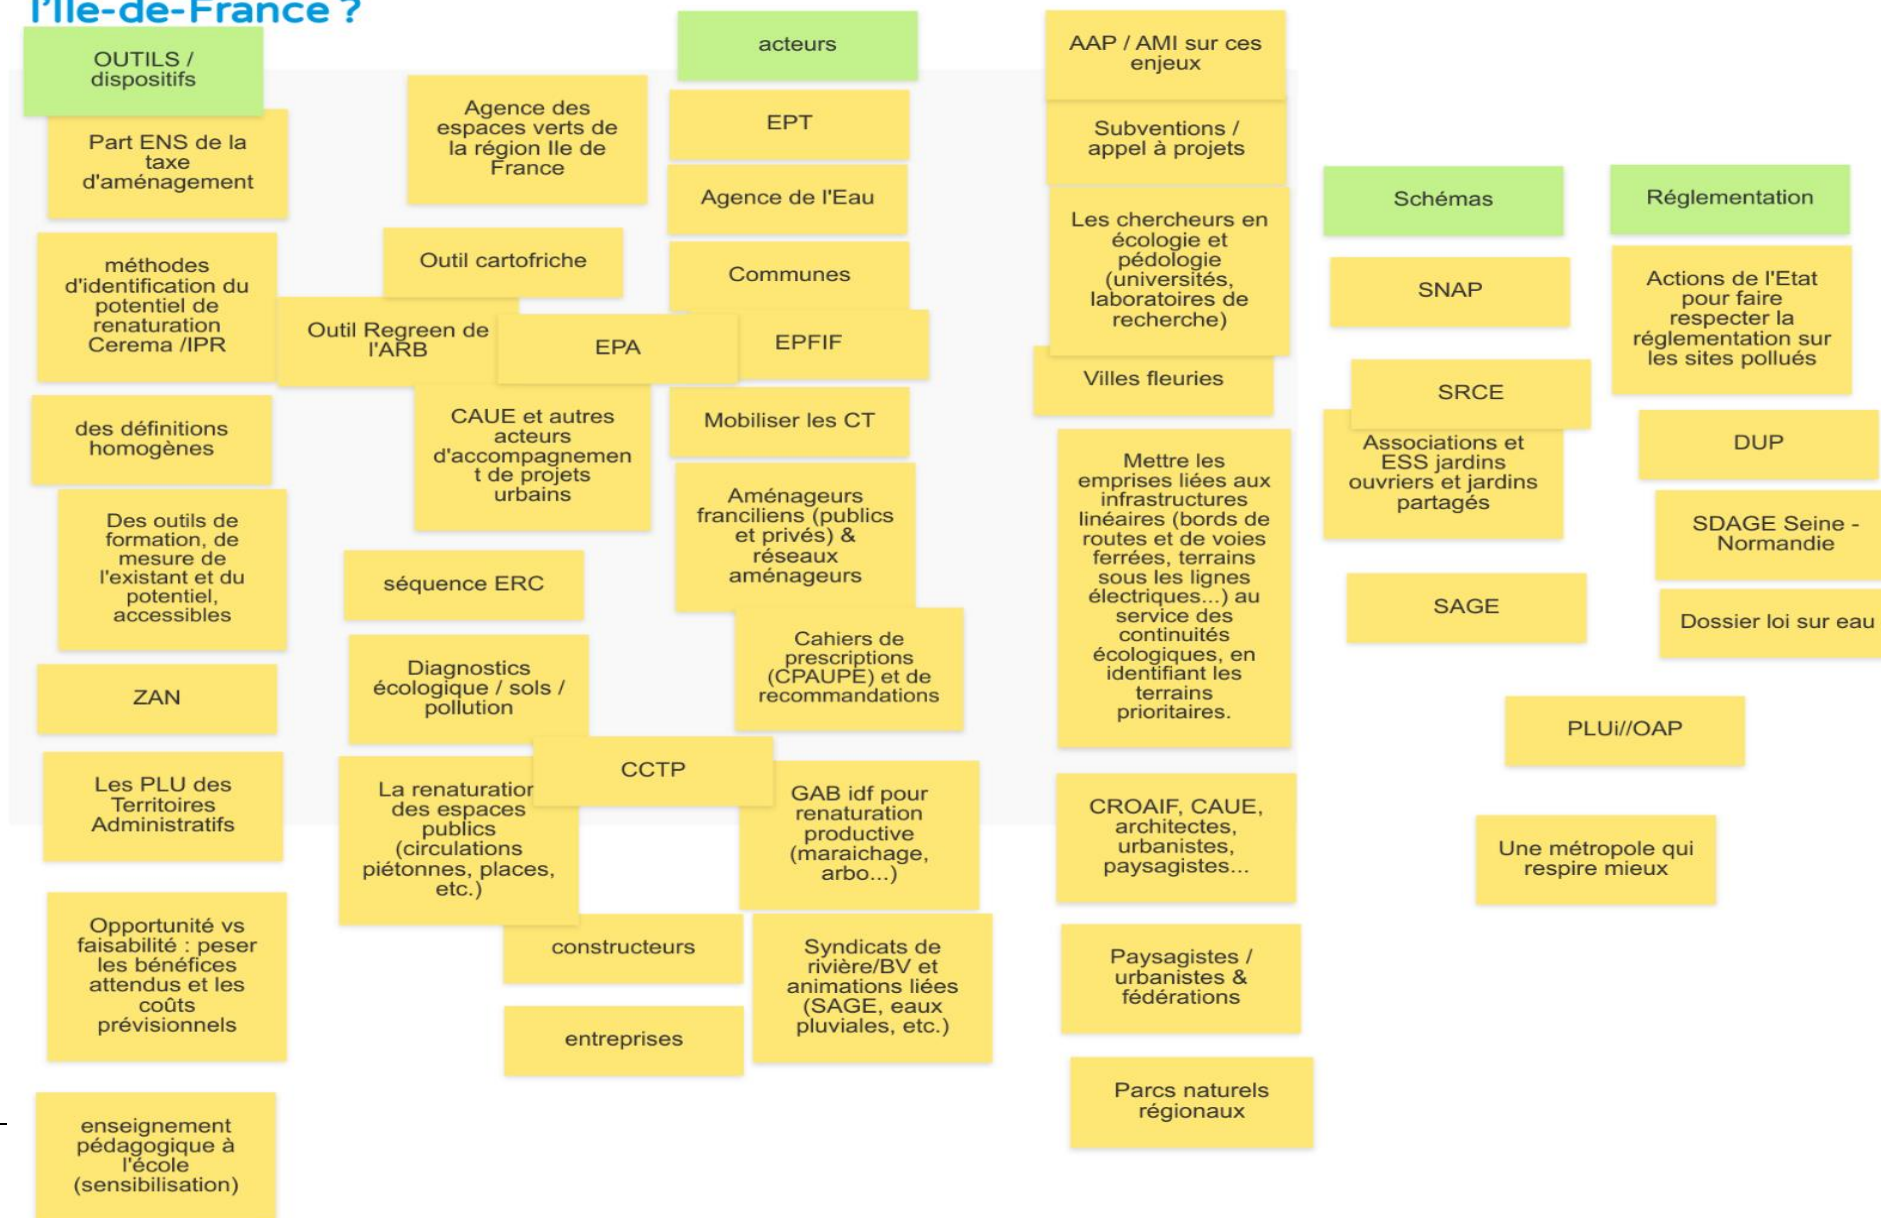 l'Ile-de-France ?
OUTILS /
dispositifs
Part ENS de la
taxe
d'aménagement
méthodes
d'identification du
potentiel de
renaturation
Cerema /IPR
des définitions
homogènes
Des outils de
formation, de
mesure de
l'existant et du
potentiel,
accessibles
ZAN
Les PLU des
Territoires
Administratifs
Opportunité vs
faisabilité : peser
les bénéfices
attendus et les
coûts
prévisionnels
enseignement
pédagogique à
l'école
(sensibilisation)
Agence des
espaces verts de
la région Ile de
France
Outil cartofriche
Outil Regreen de
l'ARB
EPA
CAUE et autres
acteurs
d'accompagnemen
t de projets
urbains
séquence ERC
Diagnostics
écologique / sols /
pollution
CCTP
La renaturation
des espaces
publics
(circulations
piétonnes, places,
etc.)
constructeurs
entreprises
acteurs
EPT
Agence de l'Eau
Communes
EPFIF
Mobiliser les CT
Aménageurs
franciliens (publics
et privés) &
réseaux
aménageurs
Cahiers de
prescriptions
(CPAUPE) et de
recommandations
GAB idf pour
renaturation
productive
(maraichage,
arbo...)
Syndicats de
rivière/BV et
animations liées
(SAGE, eaux
pluviales, etc.)
AAP / AMI sur ces
enjeux
Subventions /
appel à projets
Les chercheurs en
écologie et
pédologie
(universités,
laboratoires de
recherche)
Villes fleuries
Mettre les
emprises liées aux
infrastructures
linéaires (bords de
routes et de voies
ferrées, terrains
sous les lignes
électriques...) au
service des
continuités
écologiques, en
identifiant les
terrains
prioritaires.
CROAIF, CAUE,
architectes,
urbanistes,
paysagistes...
Paysagistes /
urbanistes &
fédérations
Parcs naturels
régionaux
Schémas
SNAP
SRCE
Associations et
ESS jardins
ouvriers et jardins
partagés
SAGE
PLUi//OAP
Une métropole qui
respire mieux
Réglementation
Actions de l'Etat
pour faire
respecter la
réglementation sur
les sites pollués
DUP
SDAGE Seine -
Normandie
Dossier loi sur eau